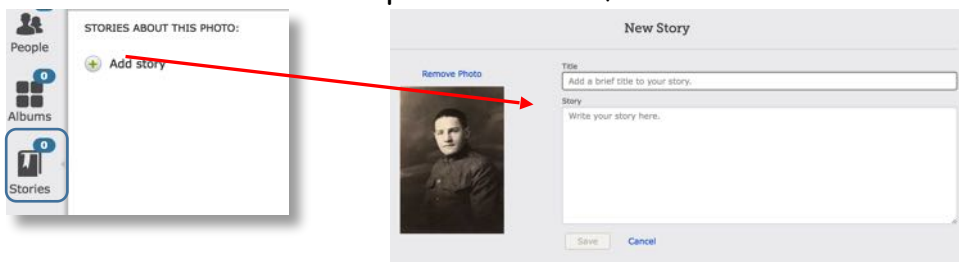 People
0
Albums
0
Stories
STORIES ABOUT THIS PHOTO:
Add story
New Story
Remove Photo
Title
Add a brief title to your story.
Story
Write your story here.
Save Cancel